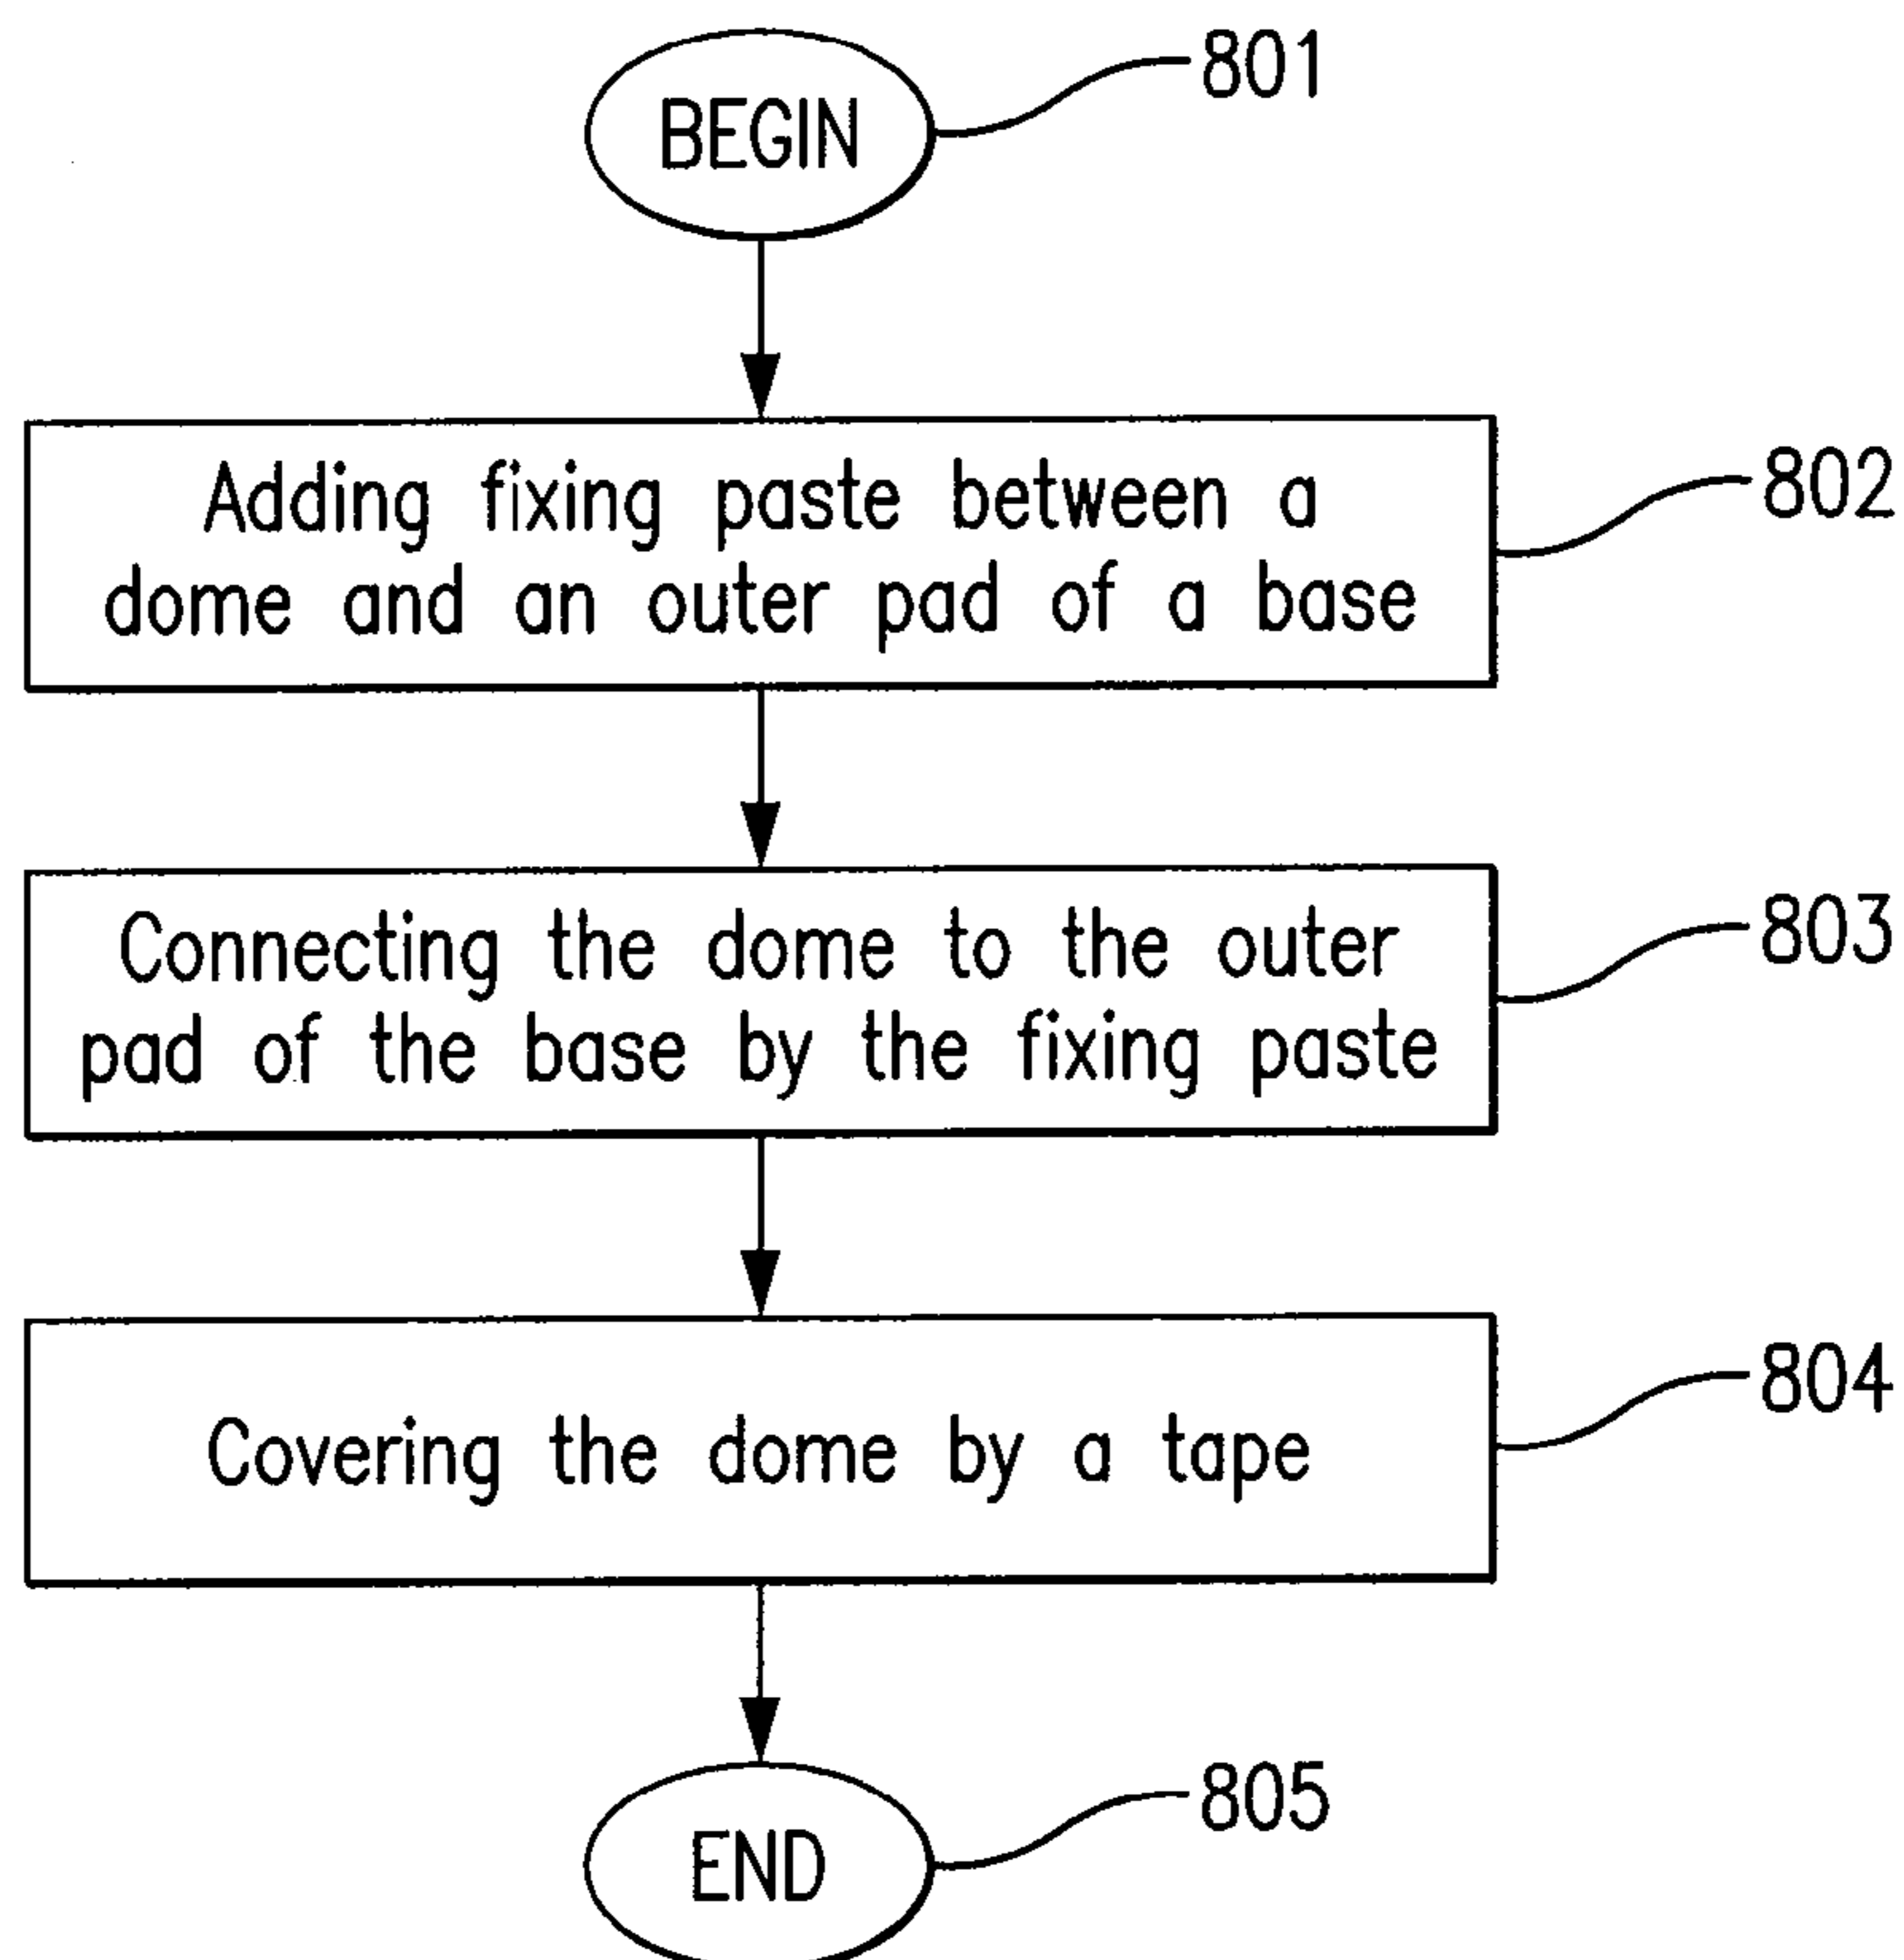 BEGIN
801
Adding fixing paste between a
dome and an outer pad of a base
802
Connecting the dome to the outer
pad of the base by the fixing paste
803
Covering the dome by a tape
804
END
805